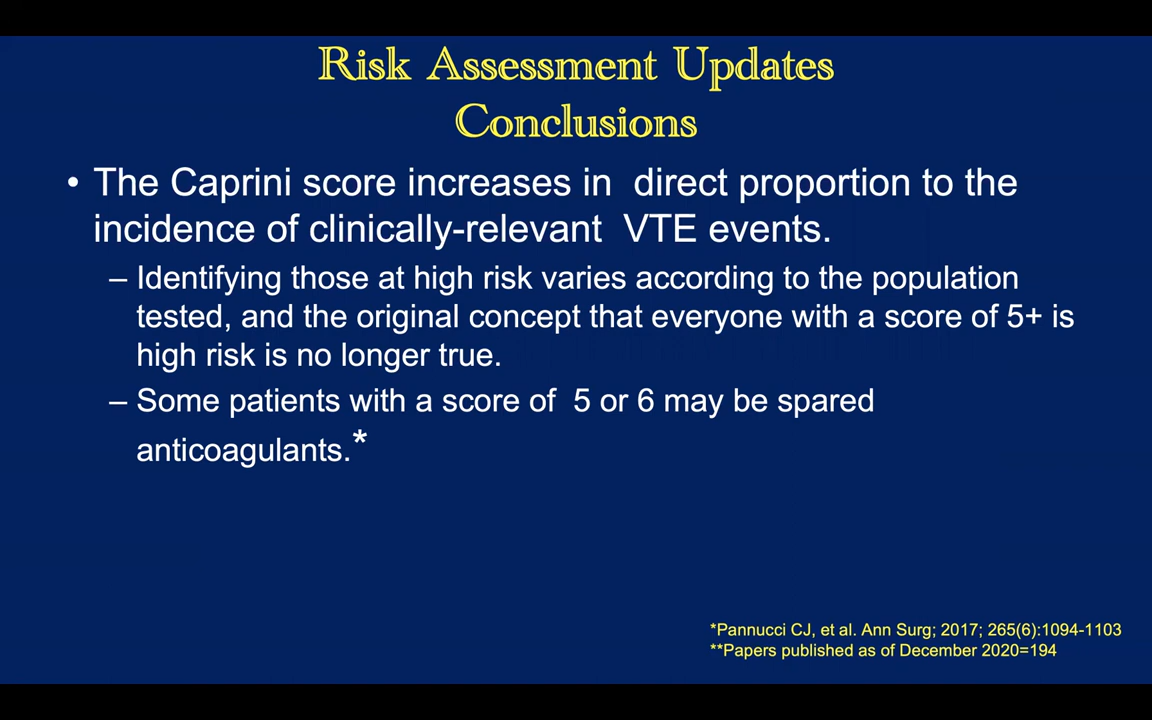 Risk Assessment Updates
Conclusions
• The Caprini score increases in direct proportion to the
incidence of clinically-relevant VTE events.
– Identifying those at high risk varies according to the population
tested, and the original concept that everyone with a score of 5+ is
high risk is no longer true.
– Some patients with a score of 5 or 6 may be spared
anticoagulants.*
*Pannucci CJ, et al. Ann Surg; 2017; 265(6):1094-1103
**Papers published as of December 2020=194